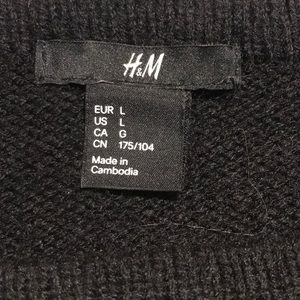 H&M
EUR L
US L
CA G
CN 175/104
Made in
Cambodia